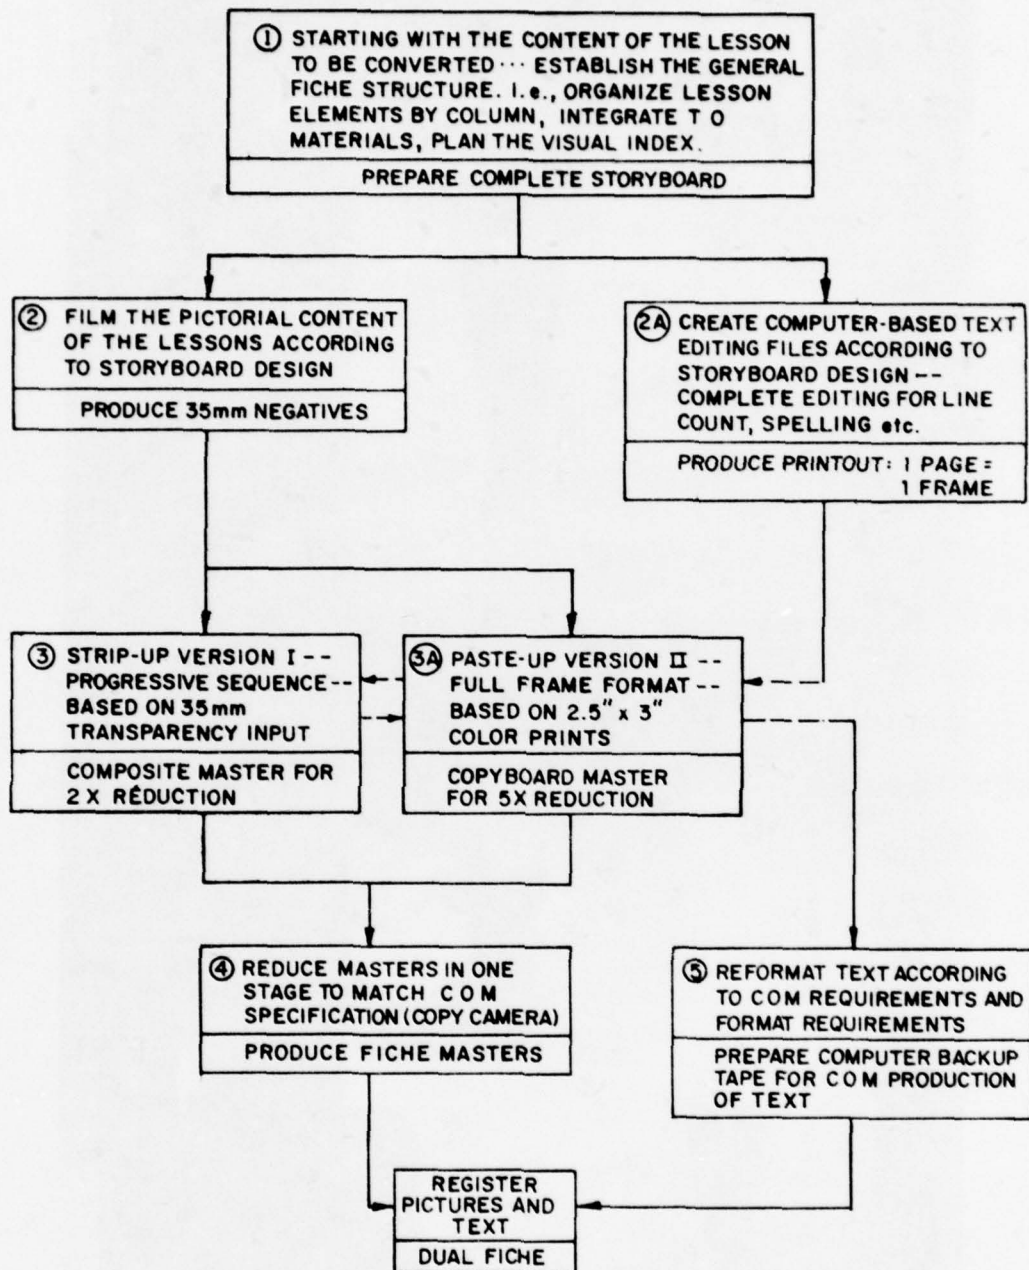 ① STARTING WITH THE CONTENT OF THE LESSON
TO BE CONVERTED ··· ESTABLISH THE GENERAL
FICHE STRUCTURE. I.e., ORGANIZE LESSON
ELEMENTS BY COLUMN, INTEGRATE T O
MATERIALS, PLAN THE VISUAL INDEX.
PREPARE COMPLETE STORYBOARD
② FILM THE PICTORIAL CONTENT
OF THE LESSONS ACCORDING
TO STORYBOARD DESIGN
PRODUCE 35mm NEGATIVES
2A CREATE COMPUTER-BASED TEXT
EDITING FILES ACCORDING TO
STORYBOARD DESIGN --
COMPLETE EDITING FOR LINE
COUNT, SPELLING etc.
PRODUCE PRINTOUT: 1 PAGE =
1 FRAME
③ STRIP-UP VERSION I --
PROGRESSIVE SEQUENCE --
BASED ON 35mm
TRANSPARENCY INPUT
COMPOSITE MASTER FOR
2 X REDUCTION
3A PASTE-UP VERSION II --
FULL FRAME FORMAT --
BASED ON 2.5" x 3"
COLOR PRINTS
COPYBOARD MASTER
FOR 5X REDUCTION
④ REDUCE MASTERS IN ONE
STAGE TO MATCH C O M
SPECIFICATION (COPY CAMERA)
PRODUCE FICHE MASTERS
⑤ REFORMAT TEXT ACCORDING
TO COM REQUIREMENTS AND
FORMAT REQUIREMENTS
PREPARE COMPUTER BACKUP
TAPE FOR C O M PRODUCTION
OF TEXT
REGISTER
PICTURES AND
TEXT
DUAL FICHE